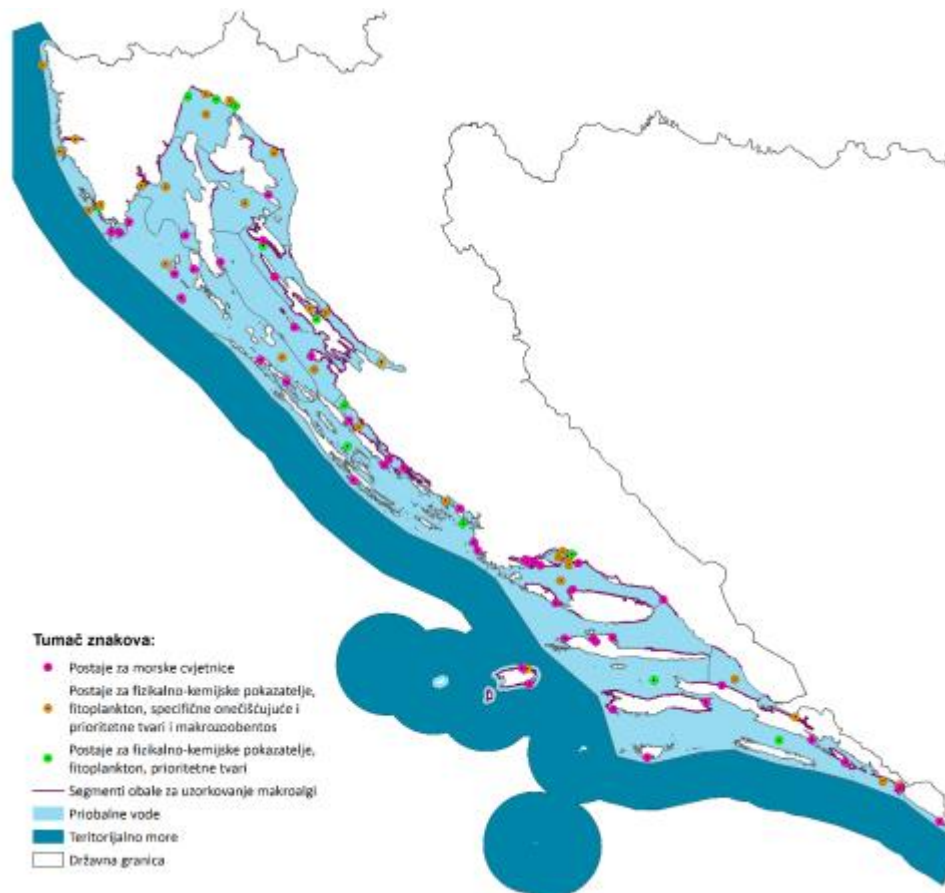 Tumač znakova:
Postaje za morske cvjetnice
Postaje za fizikalno-kemijske pokazatelje,
fitoplankton, specifične onečišćujuće i
prioritetne tvari i makrozoobentos
Postaje za fizikalno-kemijske pokazatelje,
fitoplankton, prioritetne tvari
Segmenti obale za uzorkovanje makroalgi
Priobalne vode
Teritorijalno more
Državna granica